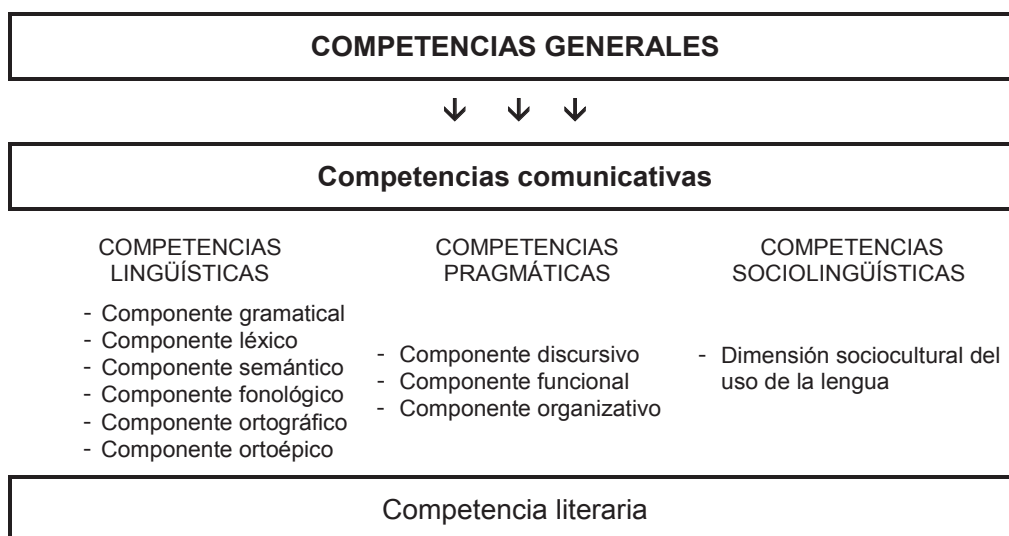 COMPETENCIAS GENERALES
Competencias comunicativas
COMPETENCIAS
LINGÜÍSTICAS
- Componente gramatical
- Componente léxico
- Componente semántico
- Componente fonológico
- Componente ortográfico
- Componente ortoépico
COMPETENCIAS
PRAGMÁTICAS
- Componente discursivo
- Componente funcional
- Componente organizativo
COMPETENCIAS
SOCIOLINGÜÍSTICAS
- Dimensión sociocultural del
uso de la lengua
Competencia literaria